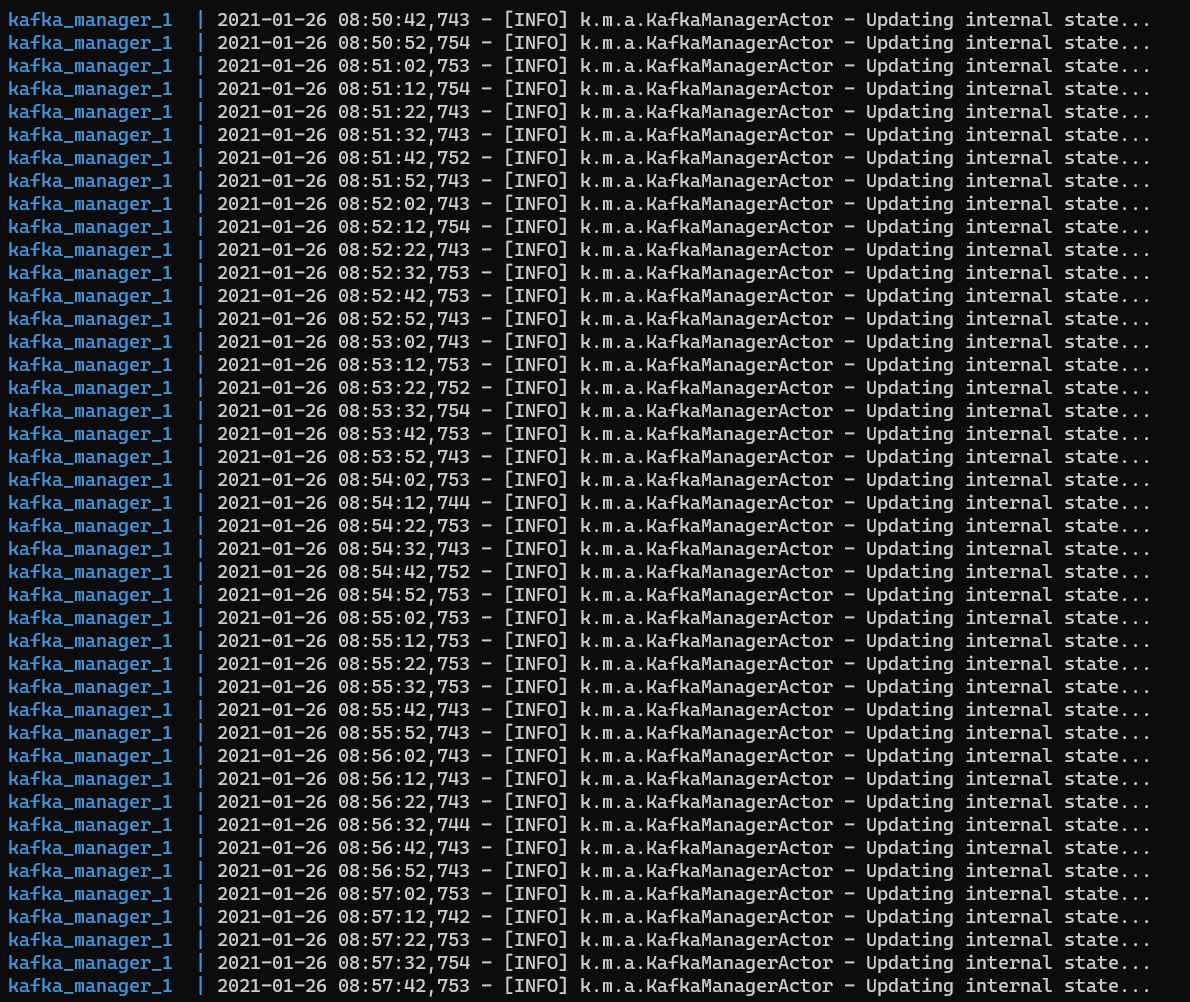 kafka_manager_1  | 2021-01-26 08:50:42,743 - [INFO] k.m.a.KafkaManagerActor - Updating internal state...
kafka_manager_1  | 2021-01-26 08:50:52,754 - [INFO] k.m.a.KafkaManagerActor - Updating internal state...
kafka_manager_1  | 2021-01-26 08:51:02,753 - [INFO] k.m.a.KafkaManagerActor - Updating internal state...
kafka_manager_1  | 2021-01-26 08:51:12,754 - [INFO] k.m.a.KafkaManagerActor - Updating internal state...
kafka_manager_1  | 2021-01-26 08:51:22,743 - [INFO] k.m.a.KafkaManagerActor - Updating internal state...
kafka_manager_1  | 2021-01-26 08:51:32,743 - [INFO] k.m.a.KafkaManagerActor - Updating internal state...
kafka_manager_1  | 2021-01-26 08:51:42,752 - [INFO] k.m.a.KafkaManagerActor - Updating internal state...
kafka_manager_1  | 2021-01-26 08:51:52,743 - [INFO] k.m.a.KafkaManagerActor - Updating internal state...
kafka_manager_1  | 2021-01-26 08:52:02,743 - [INFO] k.m.a.KafkaManagerActor - Updating internal state...
kafka_manager_1  | 2021-01-26 08:52:12,754 - [INFO] k.m.a.KafkaManagerActor - Updating internal state...
kafka_manager_1  | 2021-01-26 08:52:22,743 - [INFO] k.m.a.KafkaManagerActor - Updating internal state...
kafka_manager_1  | 2021-01-26 08:52:32,753 - [INFO] k.m.a.KafkaManagerActor - Updating internal state...
kafka_manager_1  | 2021-01-26 08:52:42,753 - [INFO] k.m.a.KafkaManagerActor - Updating internal state...
kafka_manager_1  | 2021-01-26 08:52:52,743 - [INFO] k.m.a.KafkaManagerActor - Updating internal state...
kafka_manager_1  | 2021-01-26 08:53:02,743 - [INFO] k.m.a.KafkaManagerActor - Updating internal state...
kafka_manager_1  | 2021-01-26 08:53:12,753 - [INFO] k.m.a.KafkaManagerActor - Updating internal state...
kafka_manager_1  | 2021-01-26 08:53:22,752 - [INFO] k.m.a.KafkaManagerActor - Updating internal state...
kafka_manager_1  | 2021-01-26 08:53:32,754 - [INFO] k.m.a.KafkaManagerActor - Updating internal state...
kafka_manager_1  | 2021-01-26 08:53:42,753 - [INFO] k.m.a.KafkaManagerActor - Updating internal state...
kafka_manager_1  | 2021-01-26 08:53:52,743 - [INFO] k.m.a.KafkaManagerActor - Updating internal state...
kafka_manager_1  | 2021-01-26 08:54:02,753 - [INFO] k.m.a.KafkaManagerActor - Updating internal state...
kafka_manager_1  | 2021-01-26 08:54:12,744 - [INFO] k.m.a.KafkaManagerActor - Updating internal state...
kafka_manager_1  | 2021-01-26 08:54:22,753 - [INFO] k.m.a.KafkaManagerActor - Updating internal state...
kafka_manager_1  | 2021-01-26 08:54:32,743 - [INFO] k.m.a.KafkaManagerActor - Updating internal state...
kafka_manager_1  | 2021-01-26 08:54:42,752 - [INFO] k.m.a.KafkaManagerActor - Updating internal state...
kafka_manager_1  | 2021-01-26 08:54:52,753 - [INFO] k.m.a.KafkaManagerActor - Updating internal state...
kafka_manager_1  | 2021-01-26 08:55:02,753 - [INFO] k.m.a.KafkaManagerActor - Updating internal state...
kafka_manager_1  | 2021-01-26 08:55:12,753 - [INFO] k.m.a.KafkaManagerActor - Updating internal state...
kafka_manager_1  | 2021-01-26 08:55:22,753 - [INFO] k.m.a.KafkaManagerActor - Updating internal state...
kafka_manager_1  | 2021-01-26 08:55:32,753 - [INFO] k.m.a.KafkaManagerActor - Updating internal state...
kafka_manager_1  | 2021-01-26 08:55:42,743 - [INFO] k.m.a.KafkaManagerActor - Updating internal state...
kafka_manager_1  | 2021-01-26 08:55:52,743 - [INFO] k.m.a.KafkaManagerActor - Updating internal state...
kafka_manager_1  | 2021-01-26 08:56:02,743 - [INFO] k.m.a.KafkaManagerActor - Updating internal state...
kafka_manager_1  | 2021-01-26 08:56:12,743 - [INFO] k.m.a.KafkaManagerActor - Updating internal state...
kafka_manager_1  | 2021-01-26 08:56:22,743 - [INFO] k.m.a.KafkaManagerActor - Updating internal state...
kafka_manager_1  | 2021-01-26 08:56:32,744 - [INFO] k.m.a.KafkaManagerActor - Updating internal state...
kafka_manager_1  | 2021-01-26 08:56:42,743 - [INFO] k.m.a.KafkaManagerActor - Updating internal state...
kafka_manager_1  | 2021-01-26 08:56:52,743 - [INFO] k.m.a.KafkaManagerActor - Updating internal state...
kafka_manager_1  | 2021-01-26 08:57:02,753 - [INFO] k.m.a.KafkaManagerActor - Updating internal state...
kafka_manager_1  | 2021-01-26 08:57:12,742 - [INFO] k.m.a.KafkaManagerActor - Updating internal state...
kafka_manager_1  | 2021-01-26 08:57:22,753 - [INFO] k.m.a.KafkaManagerActor - Updating internal state...
kafka_manager_1  | 2021-01-26 08:57:32,754 - [INFO] k.m.a.KafkaManagerActor - Updating internal state...
kafka_manager_1  | 2021-01-26 08:57:42,753 - [INFO] k.m.a.KafkaManagerActor - Updating internal state...